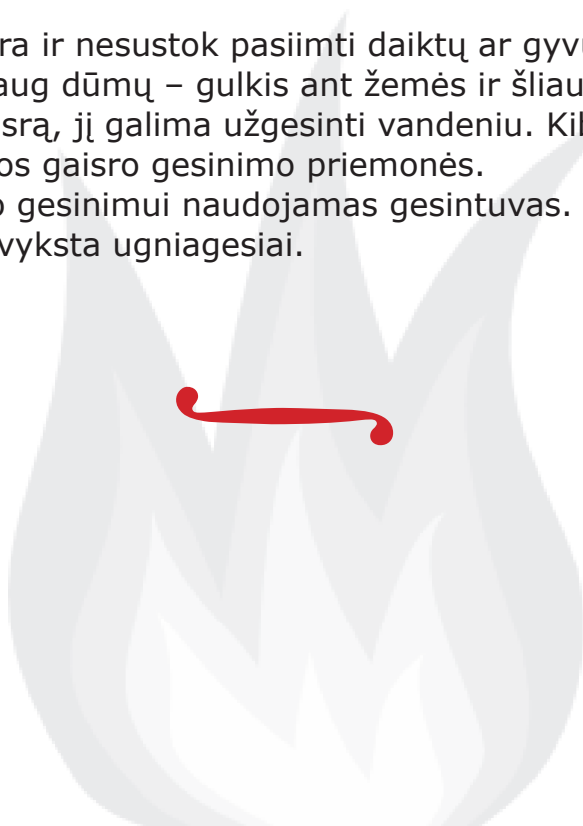 ra ir nesustok pasiimti daiktų ar gyvu
aug dūmų – gulkis ant žemės ir šliau
srą, jį galima užgesinti vandeniu. Kib
os gaisro gesinimo priemonės.
o gesinimui naudojamas gesintuvas.
vyksta ugniagesiai.